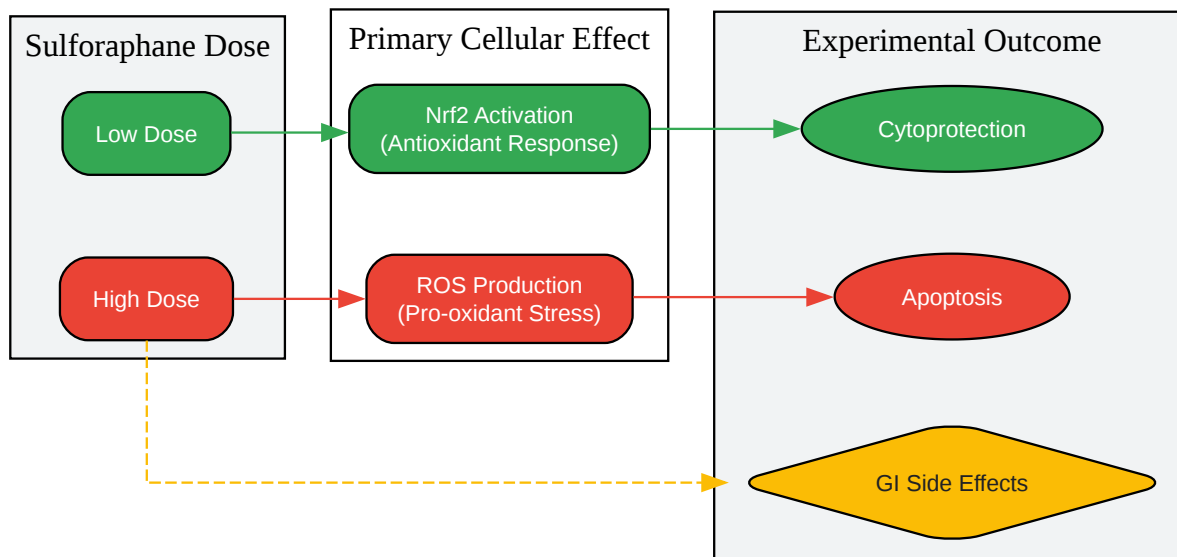 Sulforaphane Dose
Primary Cellular Effect
Experimental Outcome
Low Dose
Nrf2 Activation
(Antioxidant Response)
Cytoprotection
High Dose
ROS Production
(Pro-oxidant Stress)
Apoptosis
GI Side Effects